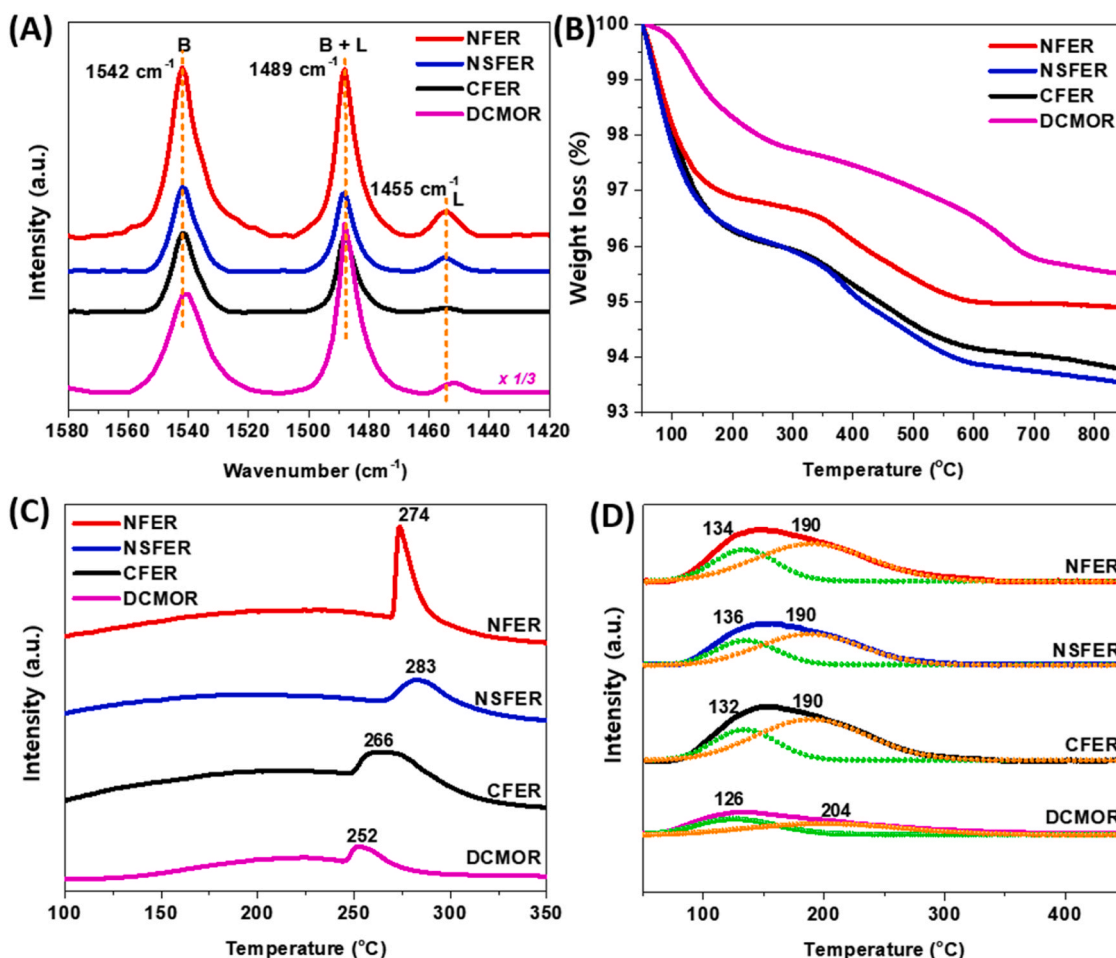 (A)
B
B + L
1542 cm⁻¹
1489 cm⁻¹
1455 cm⁻¹
L
NFER
NSFER
CFER
DCMOR
x 1/3
Intensity (a.u.)
1580 1560 1540 1520 1500 1480 1460 1440 1420
Wavenumber (cm⁻¹)
(B)
NFER
NSFER
CFER
DCMOR
Weight loss (%)
100
99
98
97
96
95
94
93
100 200 300 400 500 600 700 800
Temperature (°C)
(C)
NFER
NSFER
CFER
DCMOR
274
NFER
283
NSFER
266
CFER
252
DCMOR
Intensity (a.u.)
100 150 200 250 300 350
Temperature (°C)
(D)
134 190
NFER
136 190
NSFER
132 190
CFER
126 204
DCMOR
Intensity (a.u.)
100 200 300 400
Temperature (°C)